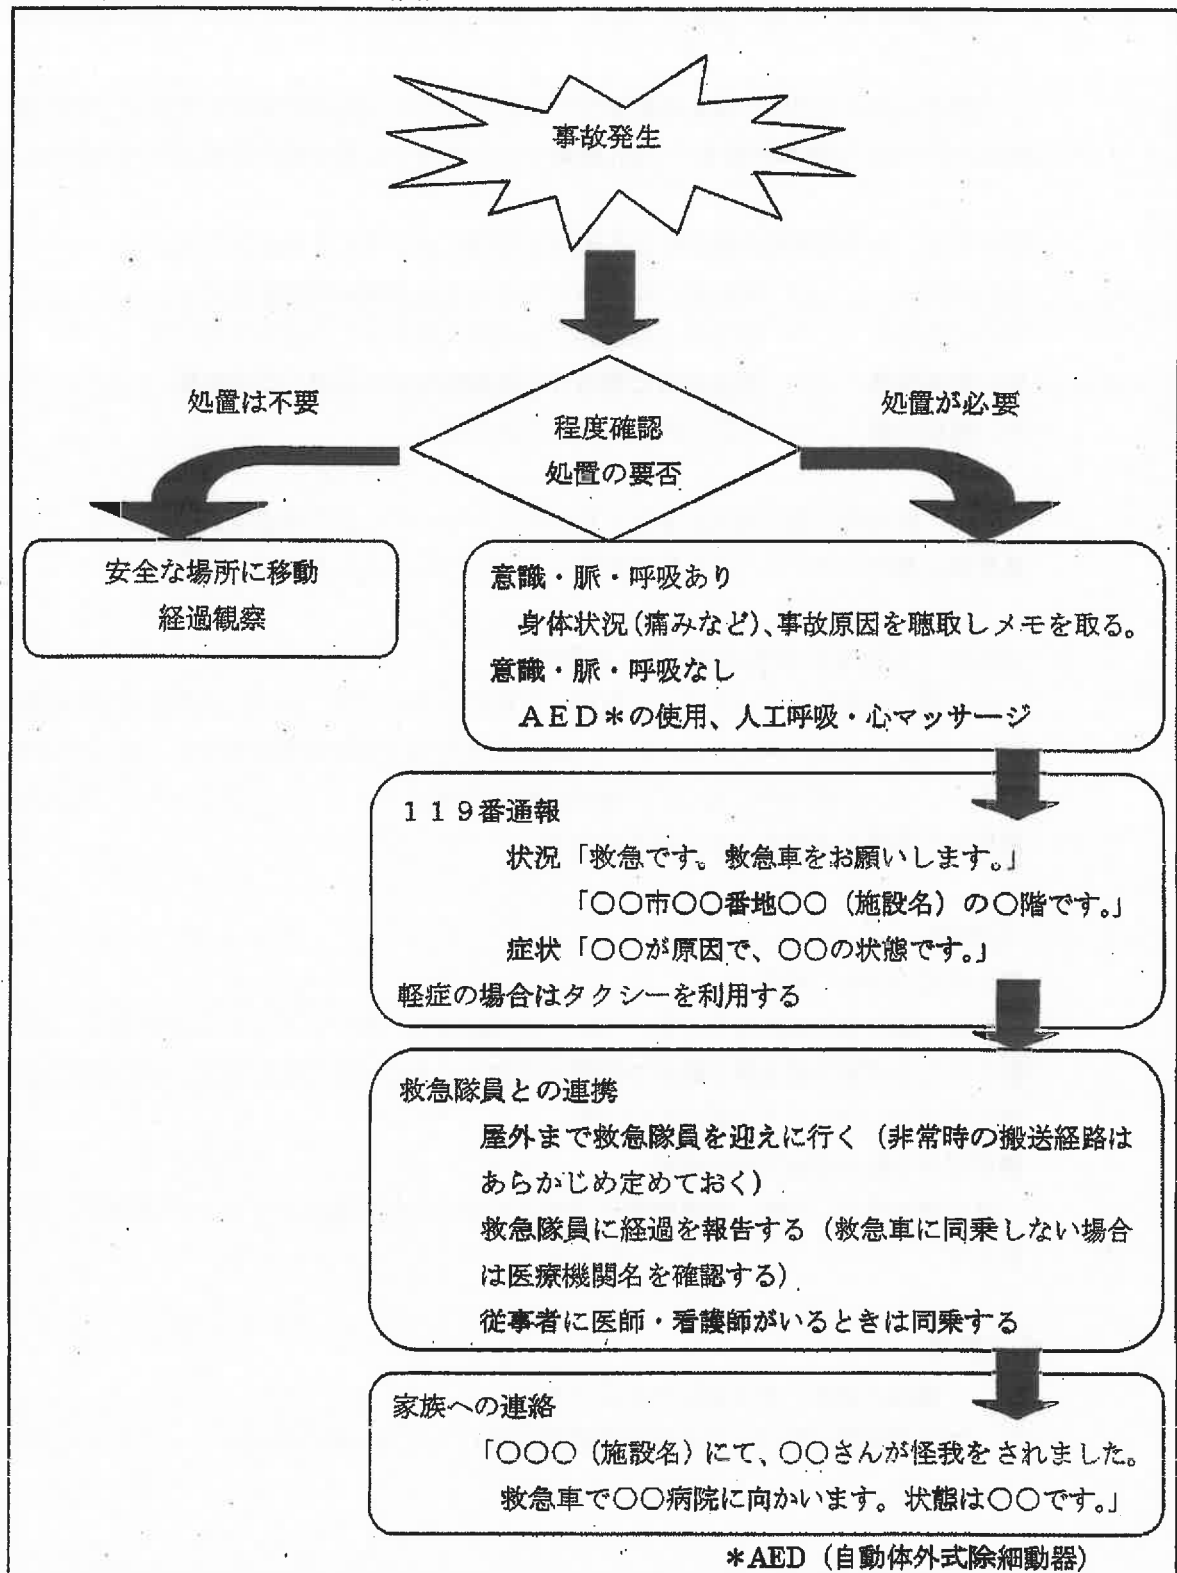 事故発生
処置は不要
処置が必要
程度確認
処置の要否
安全な場所に移動
経過観察
意識・脈・呼吸あり
身体状況(痛みなど)、事故原因を聴取しメモを取る。
意識・脈・呼吸なし
AED*の使用、人工呼吸・心マッサージ
119番通報
状況「救急です。救急車をお願いします。」
「〇〇市〇〇番地〇〇(施設名)の〇階です。」
症状「〇〇が原因で、〇〇の状態です。」
軽症の場合はタクシーを利用する
救急隊員との連携
屋外まで救急隊員を迎えに行く(非常時の搬送経路は
あらかじめ定めておく)
救急隊員に経過を報告する(救急車に同乗しない場合
は医療機関名を確認する)
従事者に医師・看護師がいるときは同乗する
家族への連絡
「〇〇〇(施設名)にて、〇〇さんが怪我をされました。
救急車で〇〇病院に向かいます。状態は〇〇です。」
*AED(自動体外式除細動器)